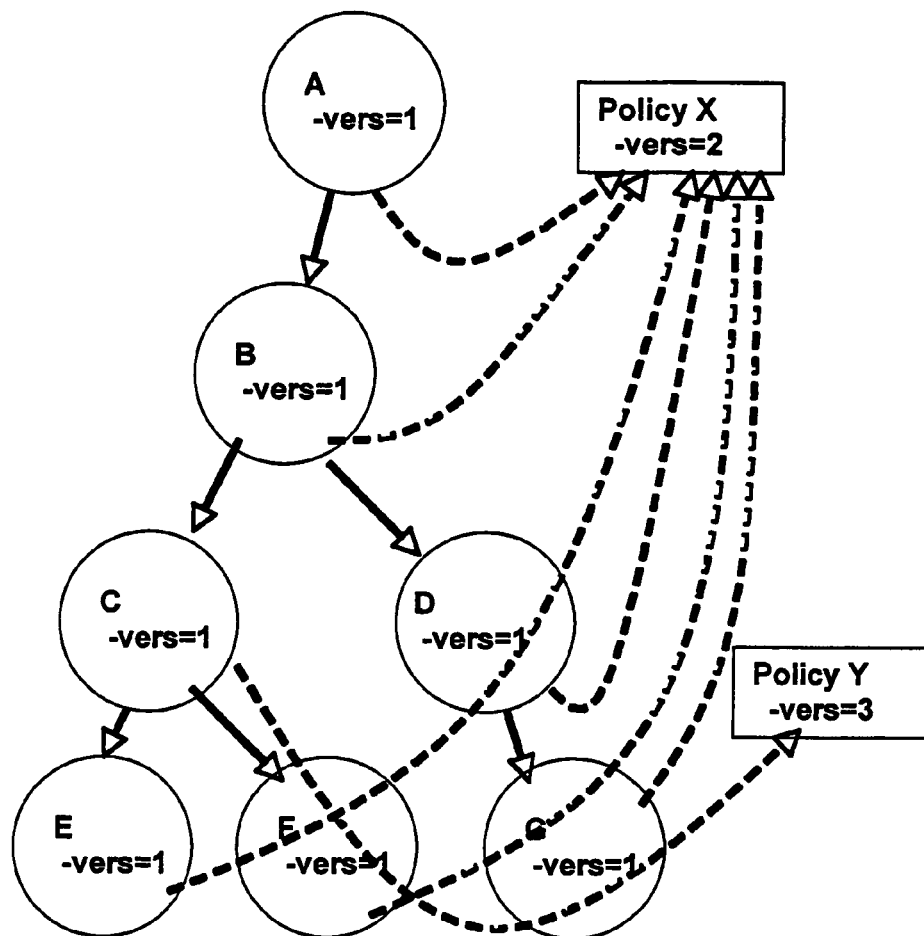 A
-vers=1
Policy X
-vers=2
B
-vers=1
C
-vers=1
D
-vers=1
Policy Y
-vers=3
E
-vers=1
F
-vers=1
G
-vers=1